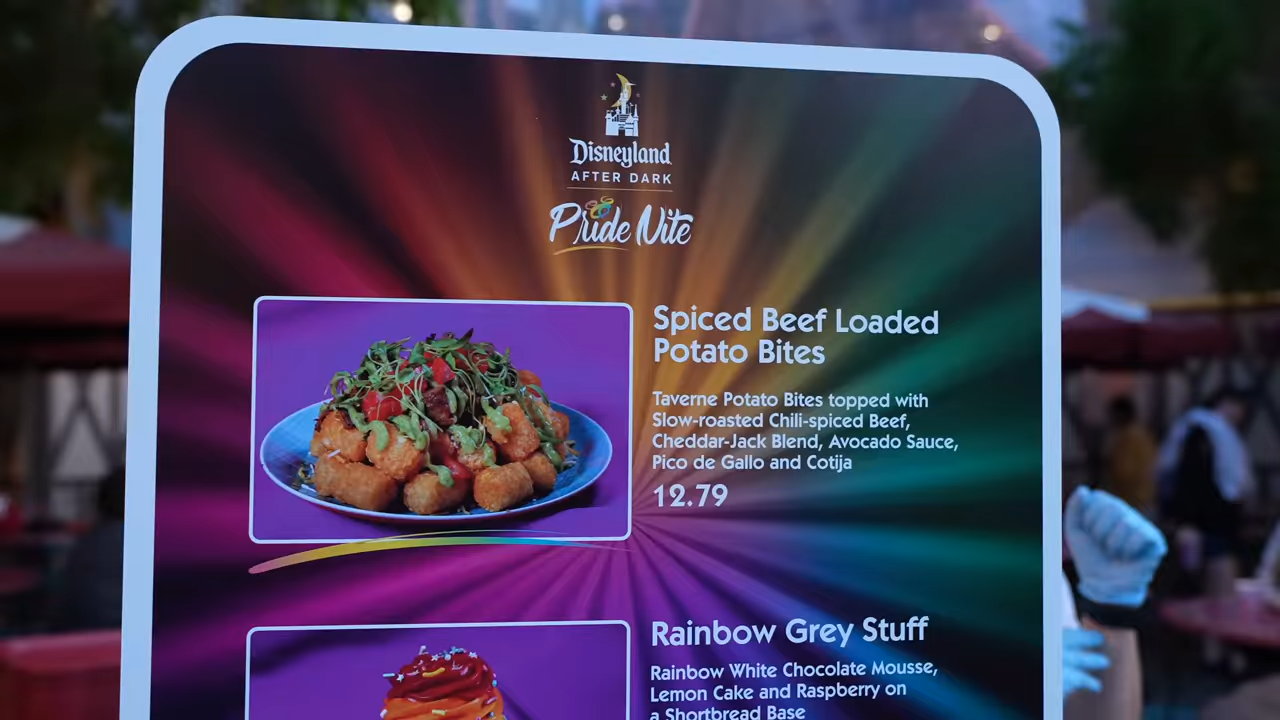 Disneyland
AFTER DARK
Pride Nite
Spiced Beef Loaded
Potato Bites
Taverne Potato Bites topped with
Slow-roasted Chili-spiced Beef,
Cheddar-Jack Blend, Avocado Sauce,
Pico de Gallo and Cotija
12.79
Rainbow Grey Stuff
Rainbow White Chocolate Mousse,
Lemon Cake and Raspberry on
a Shortbread Base